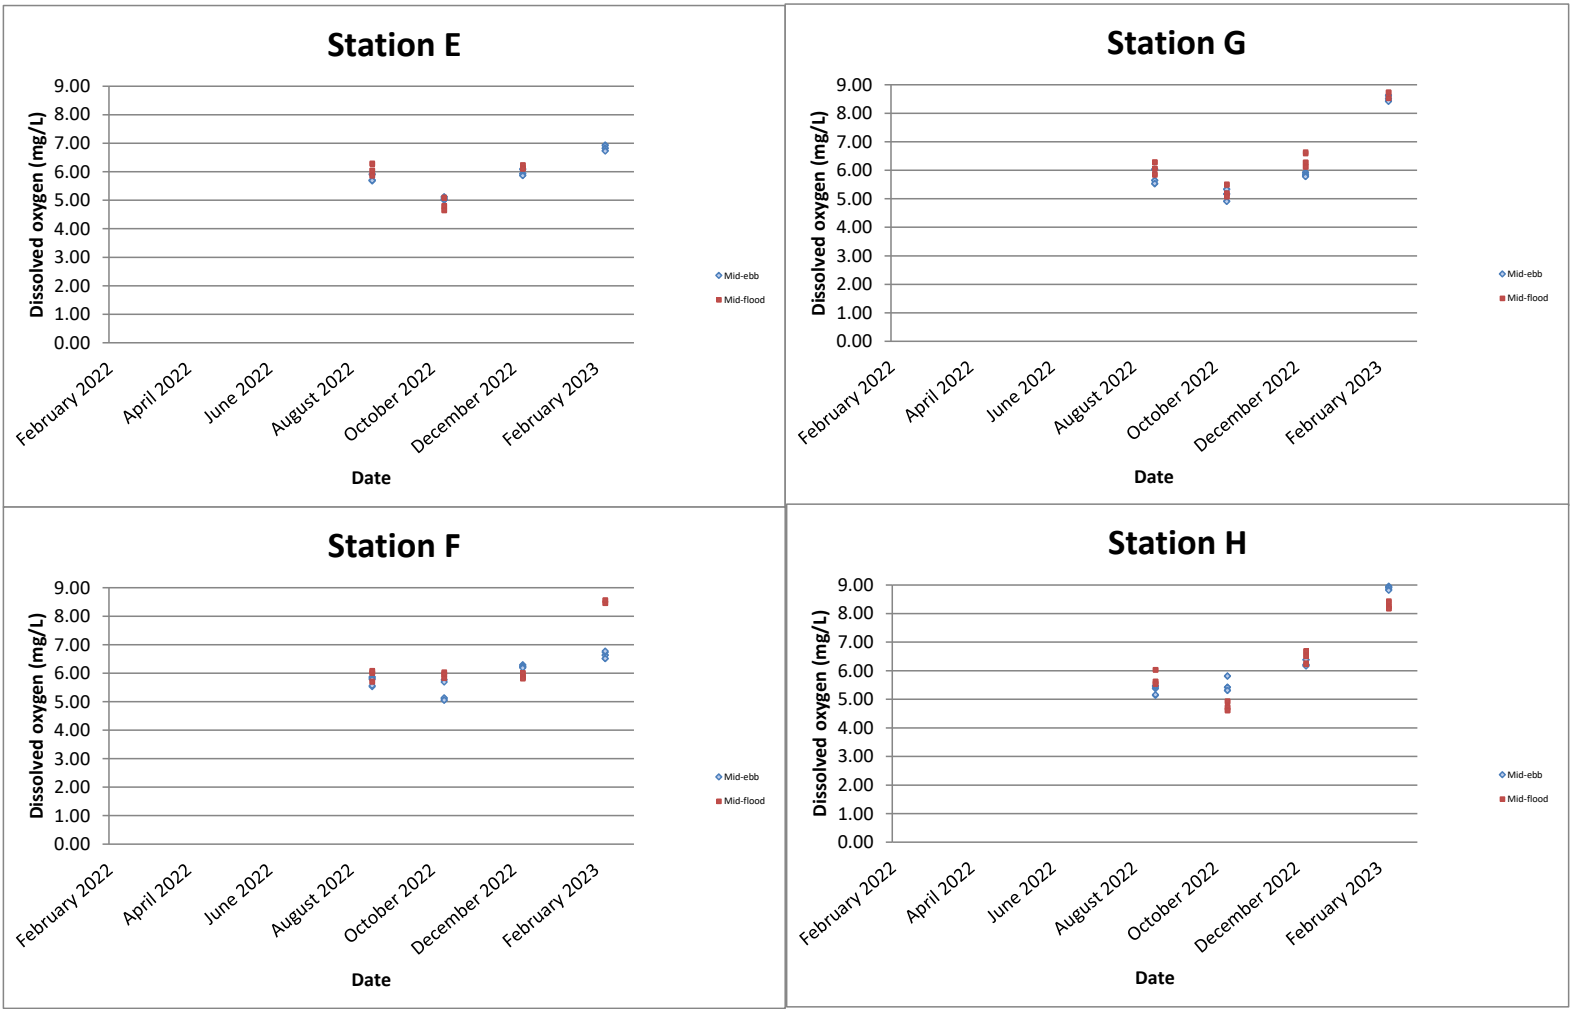 Station E
Dissolved oxygen (mg/L)
9.00
8.00
7.00
6.00
5.00
4.00
3.00
2.00
1.00
0.00
February 2022
April 2022
June 2022
August 2022
October 2022
December 2022
February 2023
Date
Mid-ebb
Mid-flood
Station G
Dissolved oxygen (mg/L)
9.00
8.00
7.00
6.00
5.00
4.00
3.00
2.00
1.00
0.00
February 2022
April 2022
June 2022
August 2022
October 2022
December 2022
February 2023
Date
Mid-ebb
Mid-flood
Station F
Dissolved oxygen (mg/L)
9.00
8.00
7.00
6.00
5.00
4.00
3.00
2.00
1.00
0.00
February 2022
April 2022
June 2022
August 2022
October 2022
December 2022
February 2023
Date
Mid-ebb
Mid-flood
Station H
Dissolved oxygen (mg/L)
9.00
8.00
7.00
6.00
5.00
4.00
3.00
2.00
1.00
0.00
February 2022
April 2022
June 2022
August 2022
October 2022
December 2022
February 2023
Date
Mid-ebb
Mid-flood